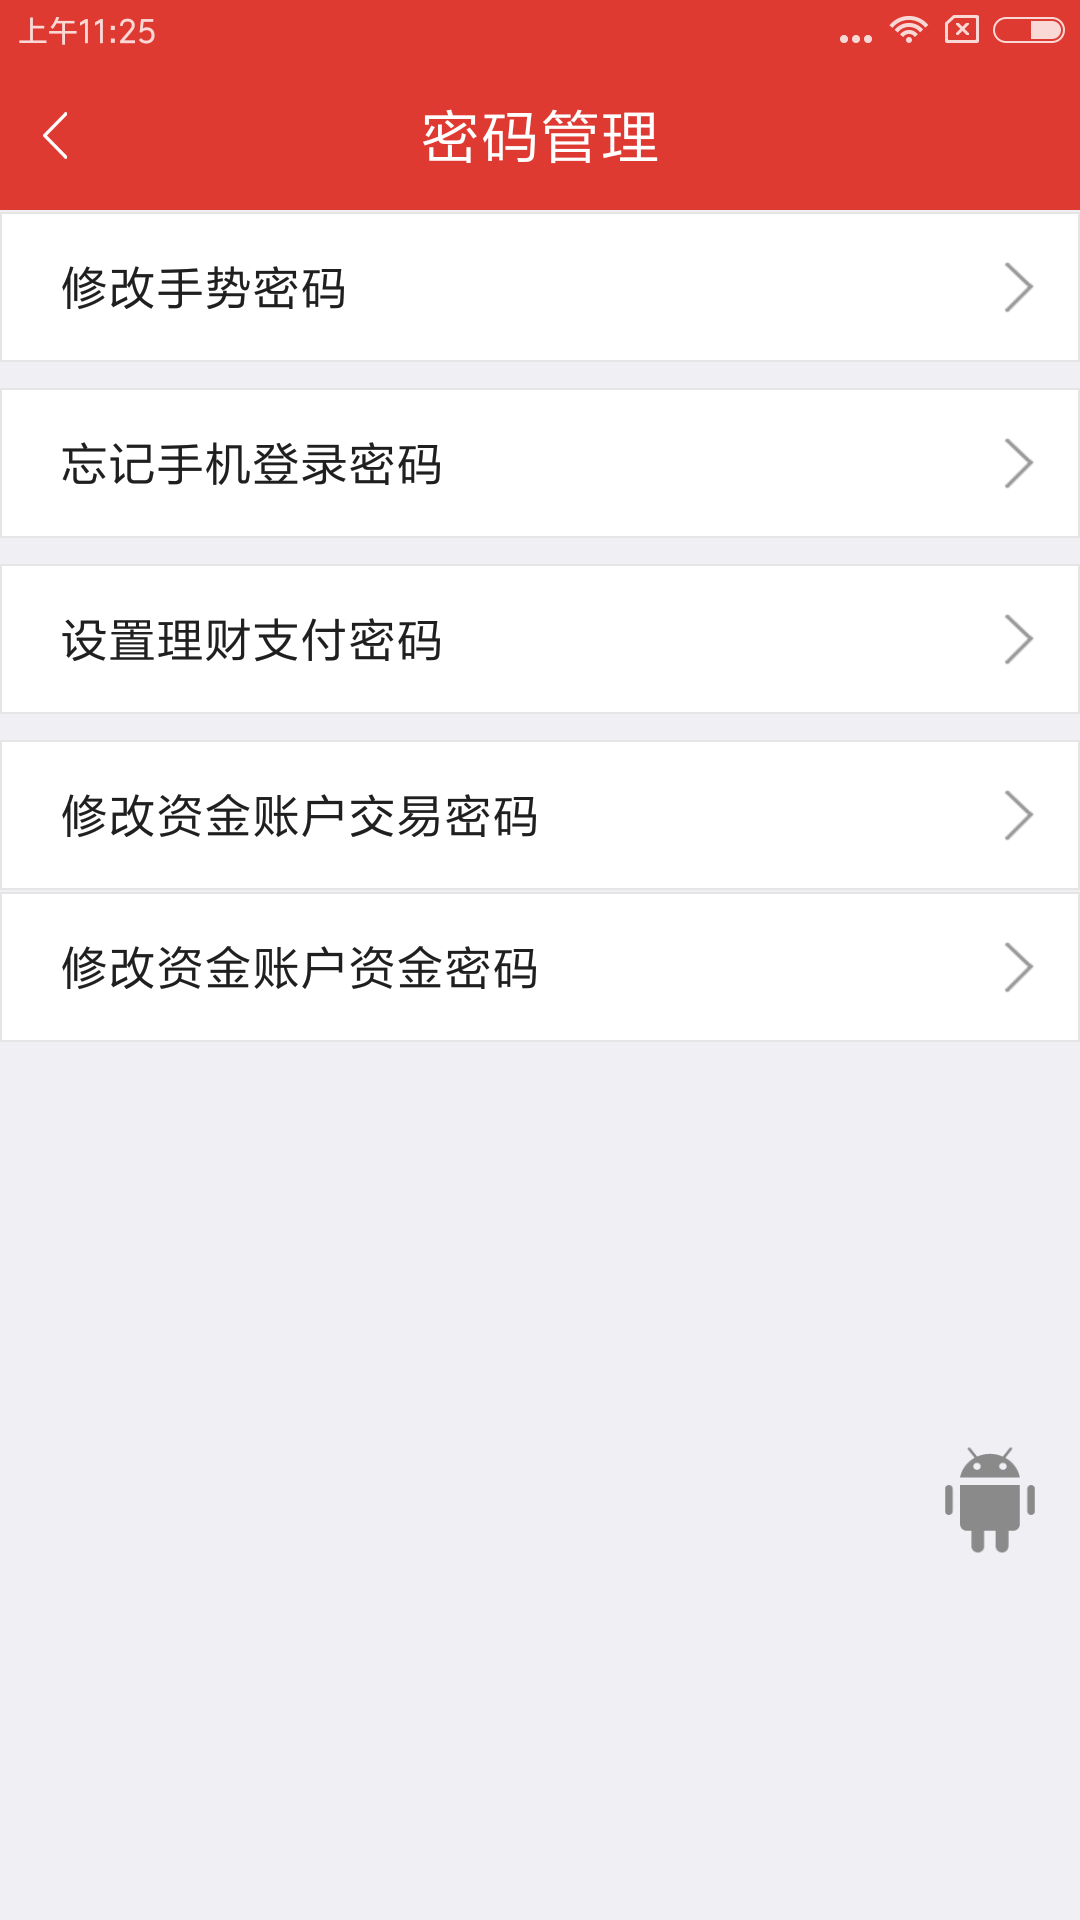 上午11:25
密码管理
修改手势密码
忘记手机登录密码
设置理财支付密码
修改资金账户交易密码
修改资金账户资金密码